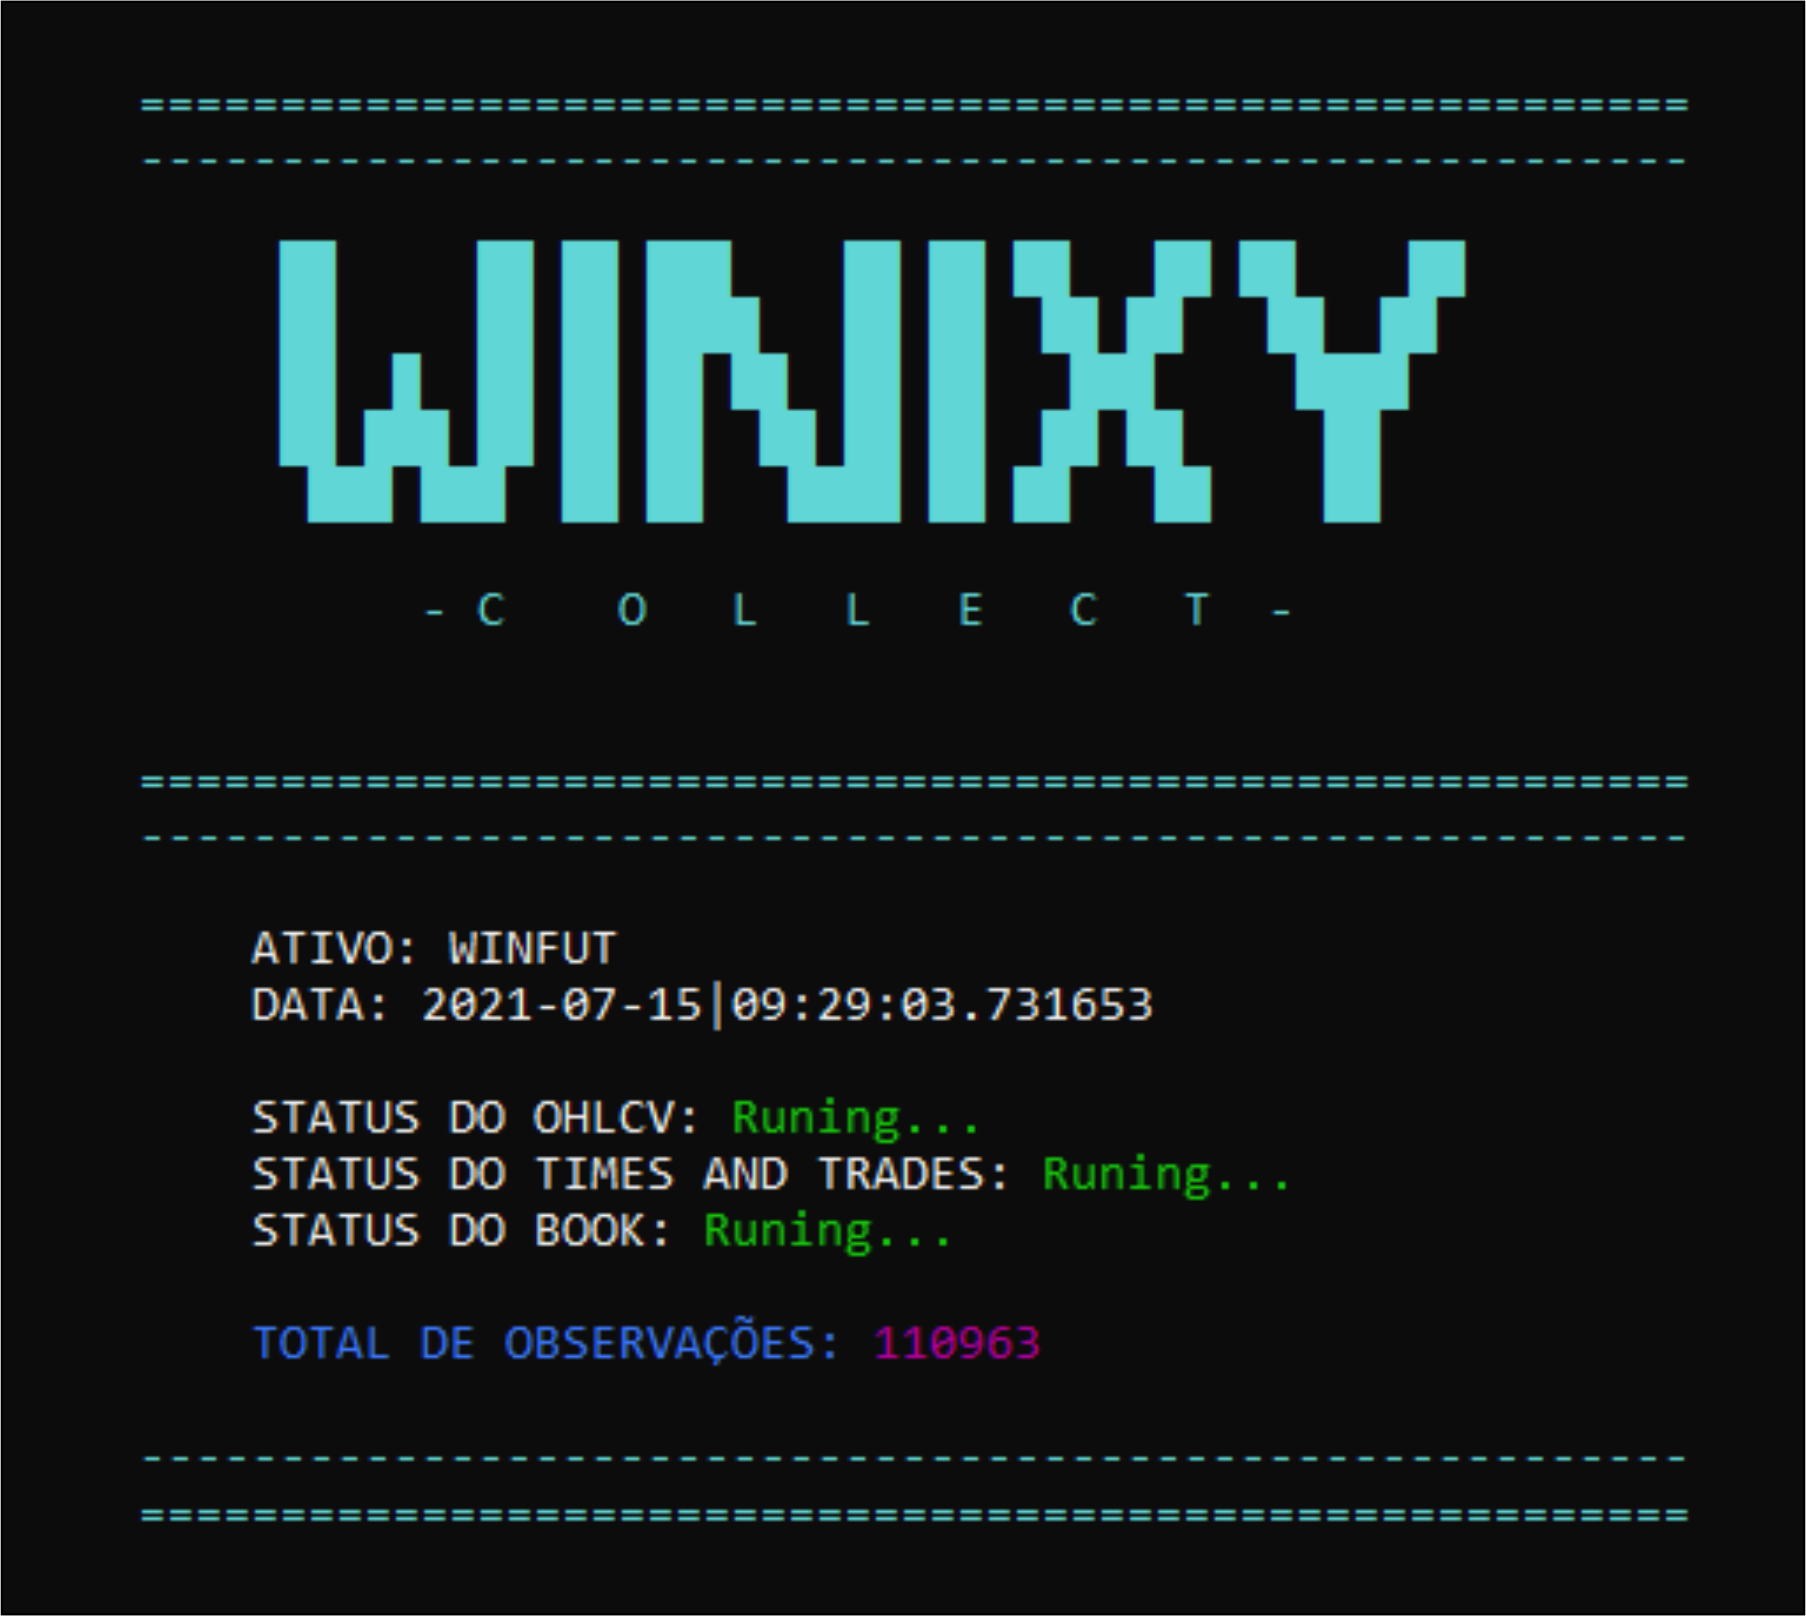 =======================================================
-------------------------------------------------------
WINIXY
- C O L L E C T -
=======================================================
-------------------------------------------------------
ATIVO: WINFUT
DATA: 2021-07-15|09:29:03.731653
STATUS DO OHLCV: Runing...
STATUS DO TIMES AND TRADES: Runing...
STATUS DO BOOK: Runing...
TOTAL DE OBSERVAÇÕES: 110963
-------------------------------------------------------
=======================================================